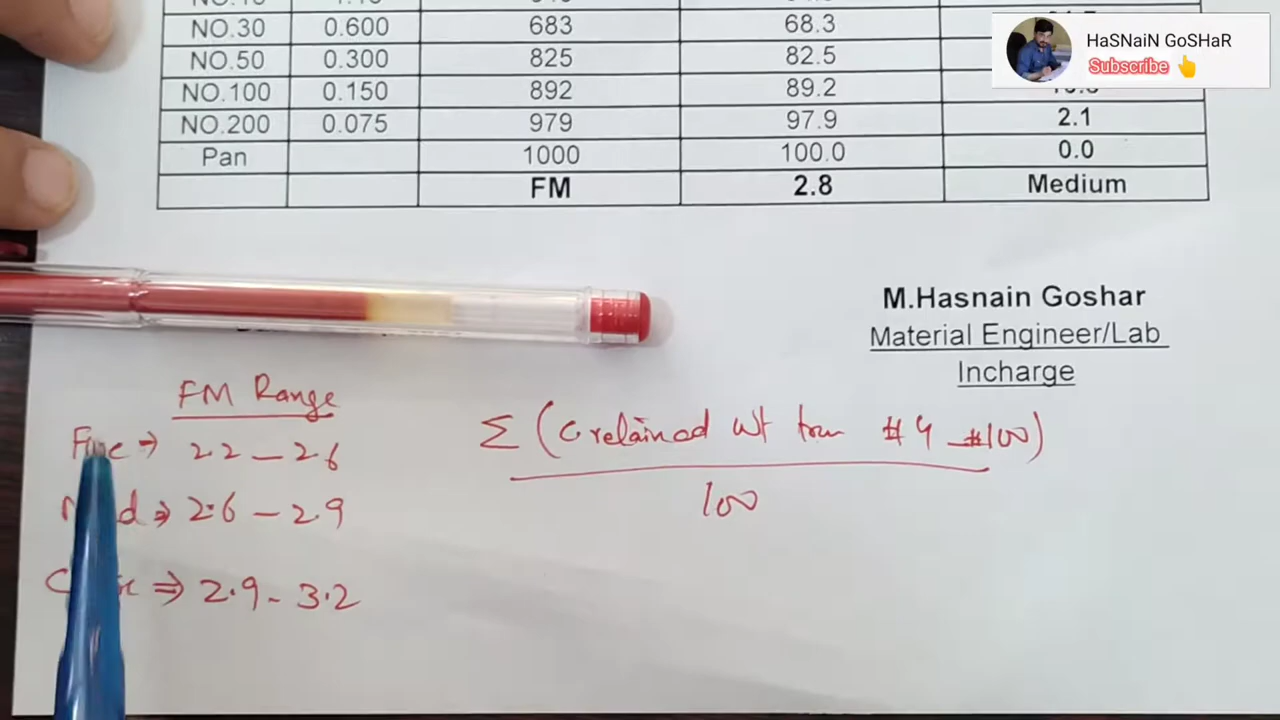 NO.30 0.600 683 68.3
NO.50 0.300 825 82.5
NO.100 0.150 892 89.2
NO.200 0.075 979 97.9 2.1
Pan 1000 100.0 0.0
FM 2.8 Medium
HaSNaiN GoSHaR
Subscribe 👆
M.Hasnain Goshar
Material Engineer/Lab
Incharge
FM Range
Fine ⇒ 2.2 — 2.6
⇒ 2.6 — 2.9
⇒ 2.9 - 3.2
Σ (C retained wt from #4 - #100)
100